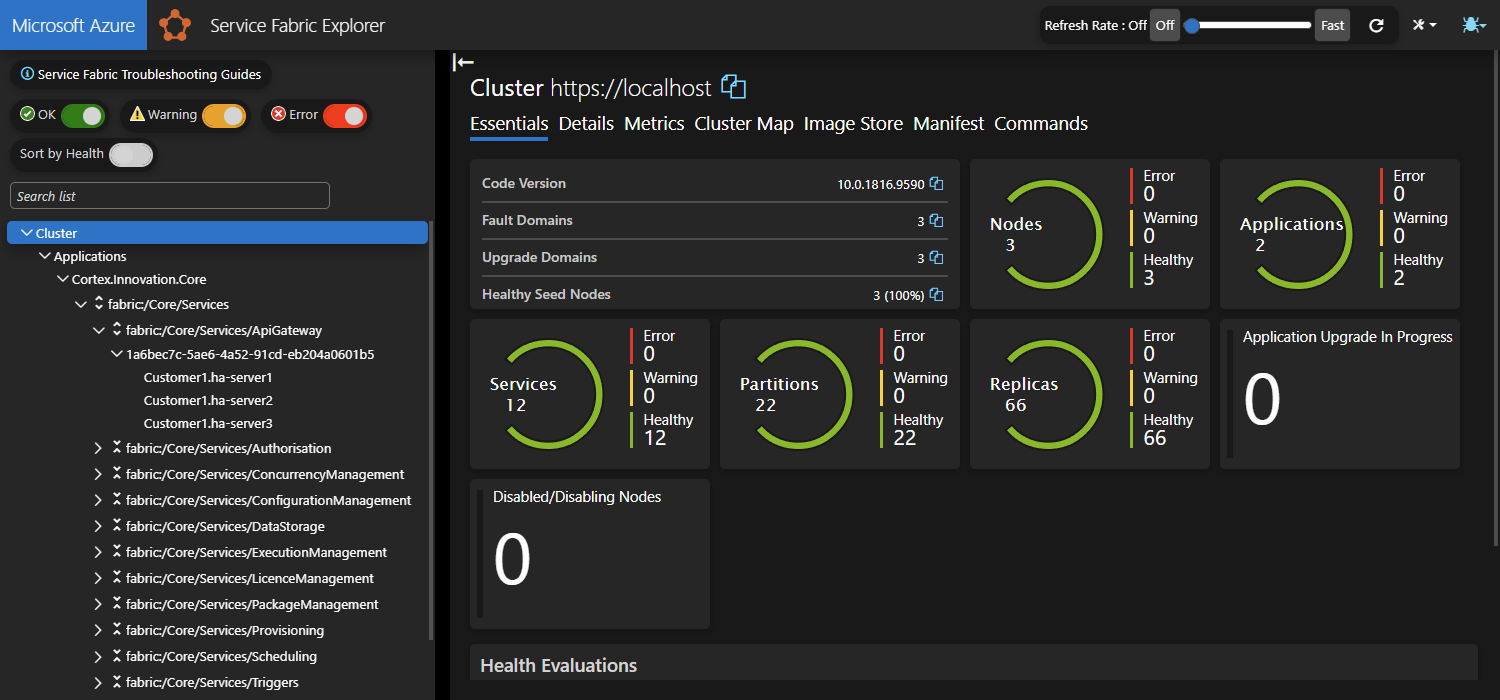 Microsoft Azure
Service Fabric Explorer
Refresh Rate : Off
Off
Fast
Service Fabric Troubleshooting Guides
OK
Warning
Error
Sort by Health
Search list
Cluster
Applications
Cortex.Innovation.Core
fabric:/Core/Services
fabric:/Core/Services/ApiGateway
1a6bec7c-5ae6-4a52-91cd-eb204a0601b5
Customer1.ha-server1
Customer1.ha-server2
Customer1.ha-server3
fabric:/Core/Services/Authorisation
fabric:/Core/Services/ConcurrencyManagement
fabric:/Core/Services/ConfigurationManagement
fabric:/Core/Services/DataStorage
fabric:/Core/Services/ExecutionManagement
fabric:/Core/Services/LicenceManagement
fabric:/Core/Services/PackageManagement
fabric:/Core/Services/Provisioning
fabric:/Core/Services/Scheduling
fabric:/Core/Services/Triggers
Cluster https://localhost
Essentials Details Metrics Cluster Map Image Store Manifest Commands
Code Version 10.0.1816.9590
Fault Domains 3
Upgrade Domains 3
Healthy Seed Nodes 3 (100%)
Nodes
3
Error
0
Warning
0
Healthy
3
Applications
2
Error
0
Warning
0
Healthy
2
Services
12
Error
0
Warning
0
Healthy
12
Partitions
22
Error
0
Warning
0
Healthy
22
Replicas
66
Error
0
Warning
0
Healthy
66
Application Upgrade In Progress
0
Disabled/Disabling Nodes
0
Health Evaluations